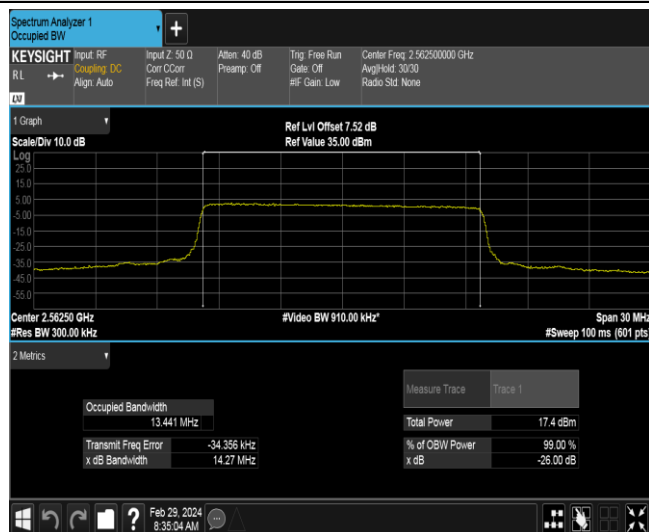 Spectrum Analyzer 1
Occupied BW
KEYSIGHT
RL
LXI
Input: RF
Coupling: DC
Align: Auto
Input Z: 50 Ω
Corr CCorr
Freq Ref: Int (S)
Atten: 40 dB
Preamp: Off
Trig: Free Run
Gate: Off
#IF Gain: Low
Center Freq: 2.562500000 GHz
Avg|Hold: 30/30
Radio Std: None
1 Graph
Scale/Div 10.0 dB
Ref Lvl Offset 7.52 dB
Ref Value 35.00 dBm
Log
25.0
15.0
5.00
-5.00
-15.0
-25.0
-35.0
-45.0
-55.0
Center 2.56250 GHz
#Video BW 910.00 kHz*
Span 30 MHz
#Res BW 300.00 kHz
#Sweep 100 ms (601 pts)
2 Metrics
Measure Trace Trace 1
Occupied Bandwidth
13.441 MHz
Total Power 17.4 dBm
Transmit Freq Error -34.356 kHz
% of OBW Power 99.00 %
x dB Bandwidth 14.27 MHz
x dB -26.00 dB
?
Feb 29, 2024
8:35:04 AM